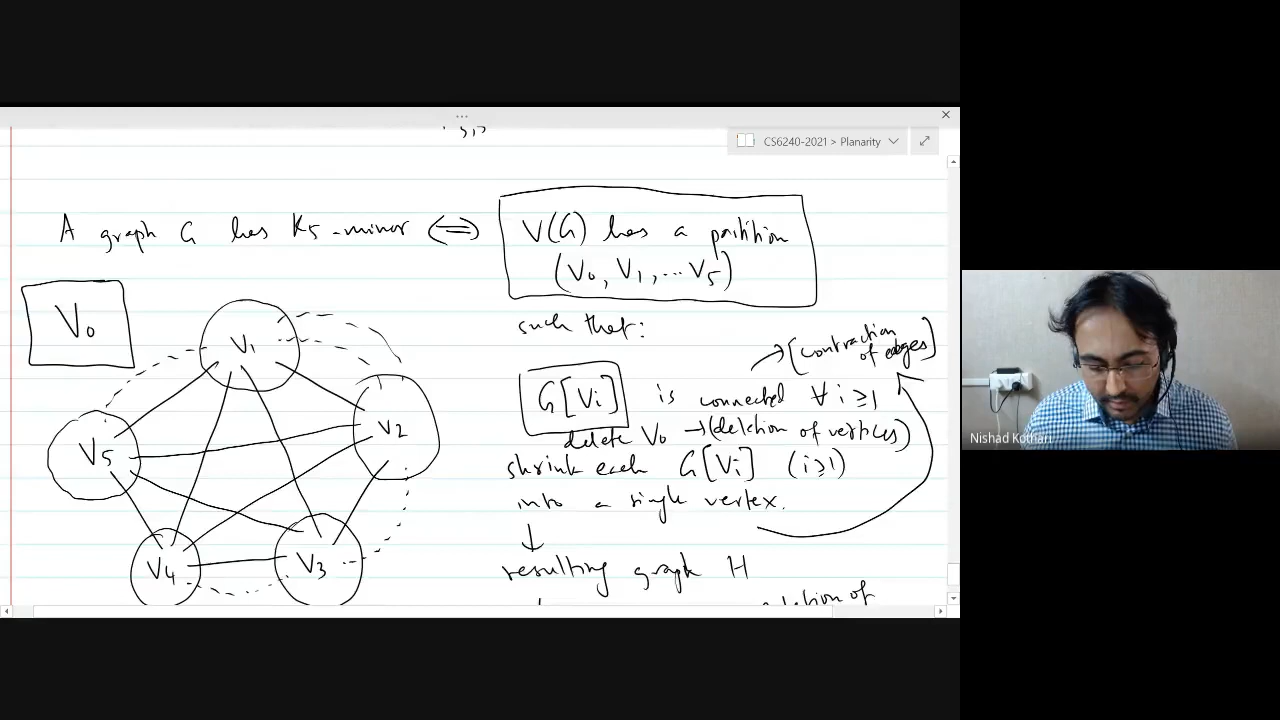 CS6240-2021 > Planarity
A graph G has K5-minor ⇔
V(G) has a partition
(V0, V1, ... V5)
such that:
→ [contraction
of edges]
G[Vi] is connected ∀ i ≥ 1
delete V0 → (deletion of vertices)
shrink each G[Vi] (i ≥ 1)
into a single vertex.
↓
resulting graph H
V0
V1
V2
V5
V4
V3
Nishad Kothari